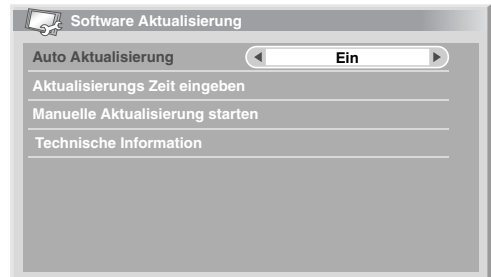 Software Aktualisierung
Auto Aktualisierung Ein
Aktualisierungs Zeit eingeben
Manuelle Aktualisierung starten
Technische Information